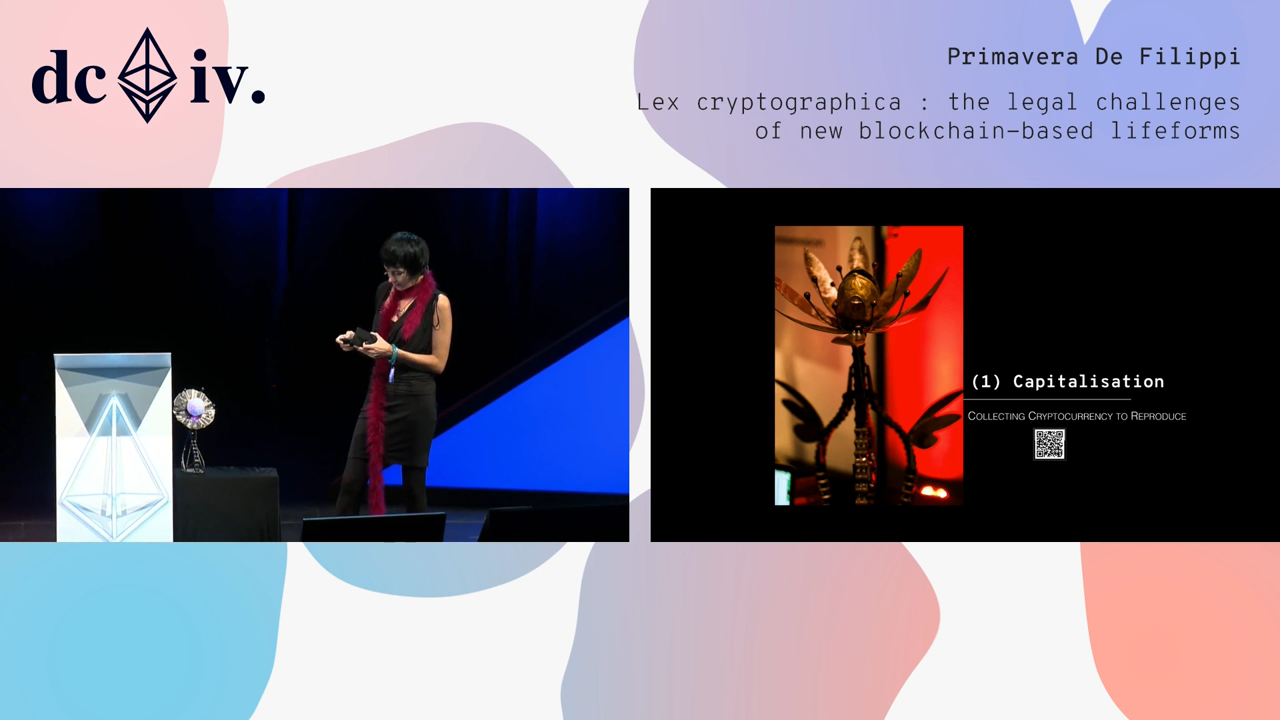 dc iv.
Primavera De Filippi
Lex cryptographica : the legal challenges
of new blockchain-based lifeforms
(1) Capitalisation
Collecting Cryptocurrency to Reproduce